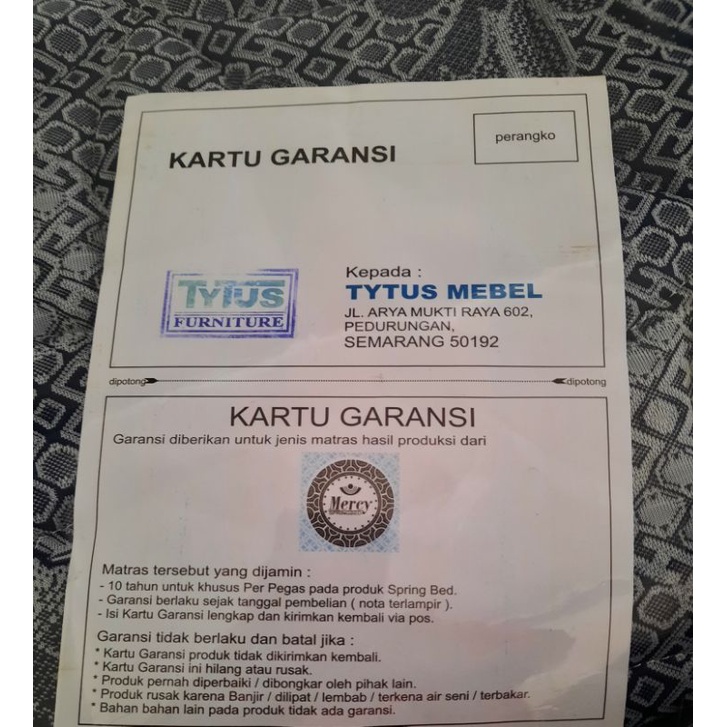 KARTU GARANSI
perangko
TYTUS
FURNITURE
Kepada :
TYTUS MEBEL
JL. ARYA MUKTI RAYA 602,
PEDURUNGAN,
SEMARANG 50192
dipotong
dipotong
KARTU GARANSI
Garansi diberikan untuk jenis matras hasil produksi dari
Mercy
Matras tersebut yang dijamin :
- 10 tahun untuk khusus Per Pegas pada produk Spring Bed.
- Garansi berlaku sejak tanggal pembelian ( nota terlampir ).
- Isi Kartu Garansi lengkap dan kirimkan kembali via pos.
Garansi tidak berlaku dan batal jika :
* Kartu Garansi produk tidak dikirimkan kembali.
* Kartu Garansi ini hilang atau rusak.
* Produk pernah diperbaiki / dibongkar oleh pihak lain.
* Produk rusak karena Banjir / dilipat / lembab / terkena air seni / terbakar.
* Bahan bahan lain pada produk tidak ada garansi.